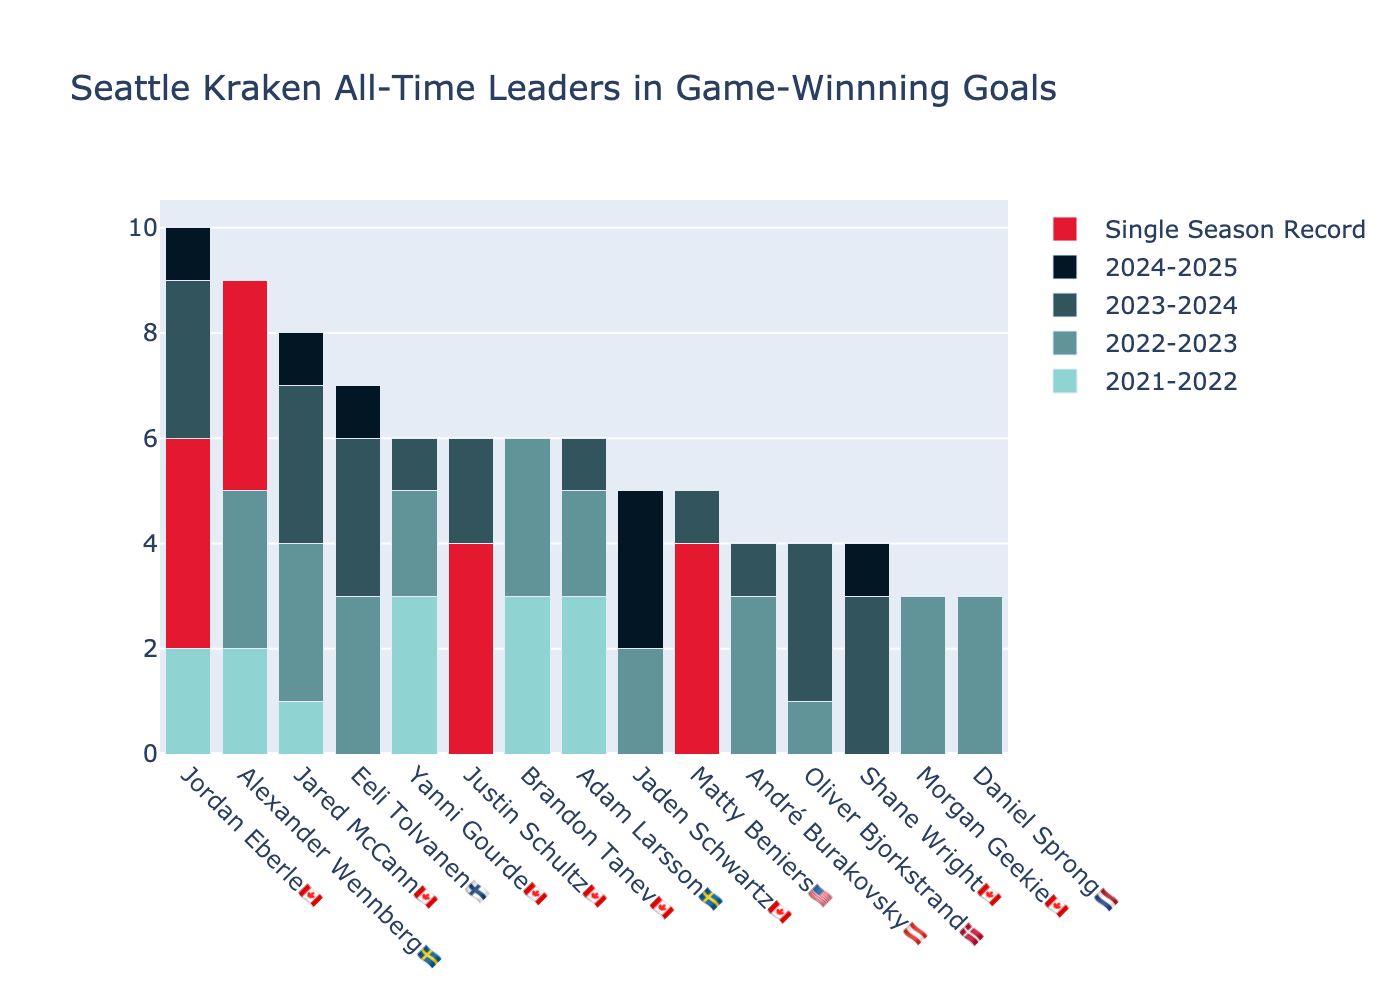 Seattle Kraken All-Time Leaders in Game-Winnning Goals
10
8
6
4
2
0
Single Season Record
2024-2025
2023-2024
2022-2023
2021-2022
Jordan Eberle🇨🇦
Alexander Wennberg🇸🇪
Jared McCann🇨🇦
Eeli Tolvanen🇫🇮
Yanni Gourde🇨🇦
Justin Schultz🇨🇦
Brandon Tanev🇨🇦
Adam Larsson🇸🇪
Jaden Schwartz🇨🇦
Matty Beniers🇺🇸
André Burakovsky🇦🇹
Oliver Bjorkstrand🇩🇰
Shane Wright🇨🇦
Morgan Geekie🇨🇦
Daniel Sprong🇳🇱